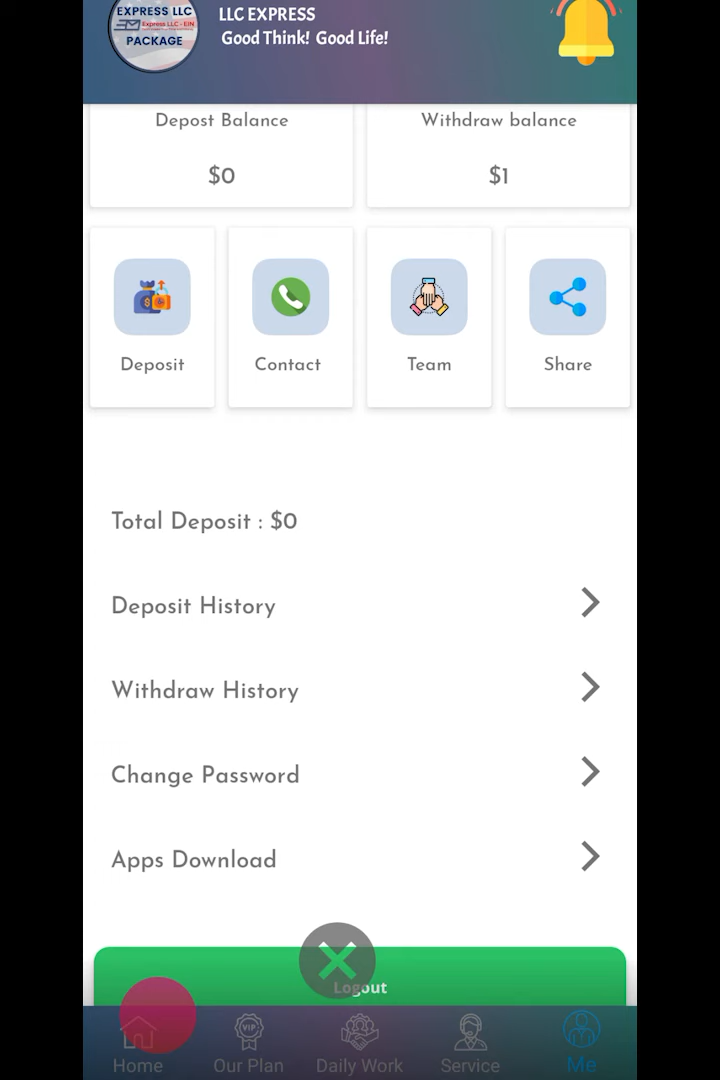 EXPRESS LLC
Express LLC - EIN
PACKAGE
LLC EXPRESS
Good Think! Good Life!
Depost Balance
$0
Withdraw balance
$1
Deposit
Contact
Team
Share
Total Deposit : $0
Deposit History
Withdraw History
Change Password
Apps Download
Logout
Home
VIP
Our Plan
Daily Work
Service
Me